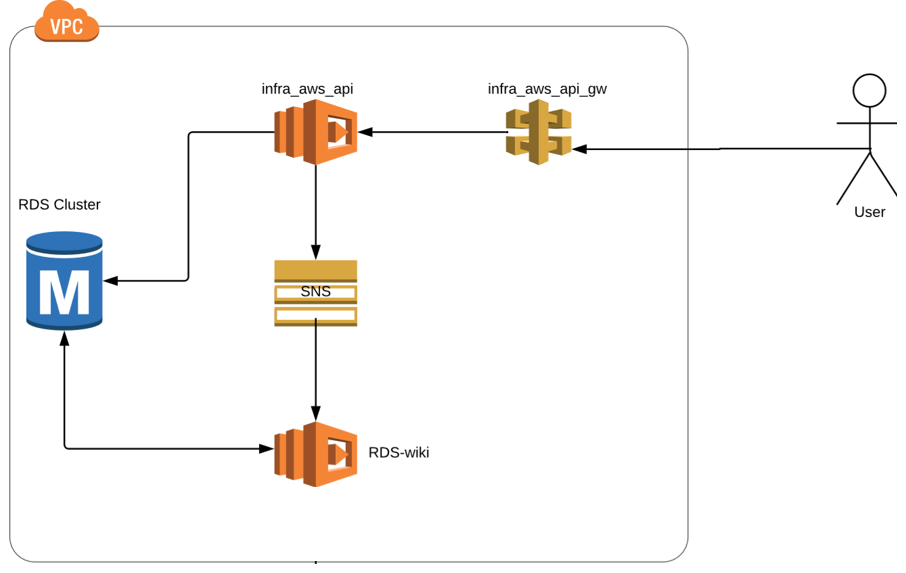 VPC
infra_aws_api
infra_aws_api_gw
RDS Cluster
User
M
SNS
RDS-wiki